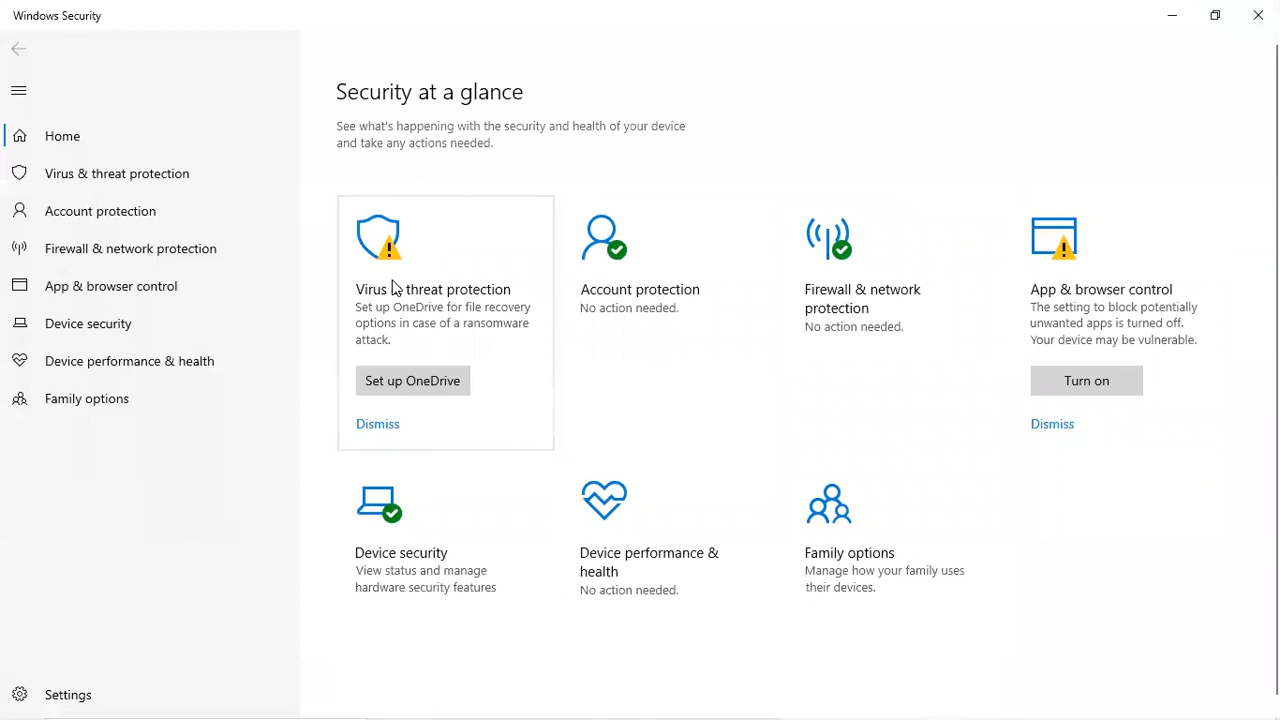 Windows Security
Home
Virus & threat protection
Account protection
Firewall & network protection
App & browser control
Device security
Device performance & health
Family options
Settings
Security at a glance
See what's happening with the security and health of your device
and take any actions needed.
Virus & threat protection
Set up OneDrive for file recovery
options in case of a ransomware
attack.
Set up OneDrive
Dismiss
Account protection
No action needed.
Firewall & network
protection
No action needed.
App & browser control
The setting to block potentially
unwanted apps is turned off.
Your device may be vulnerable.
Turn on
Dismiss
Device security
View status and manage
hardware security features
Device performance &
health
No action needed.
Family options
Manage how your family uses
their devices.